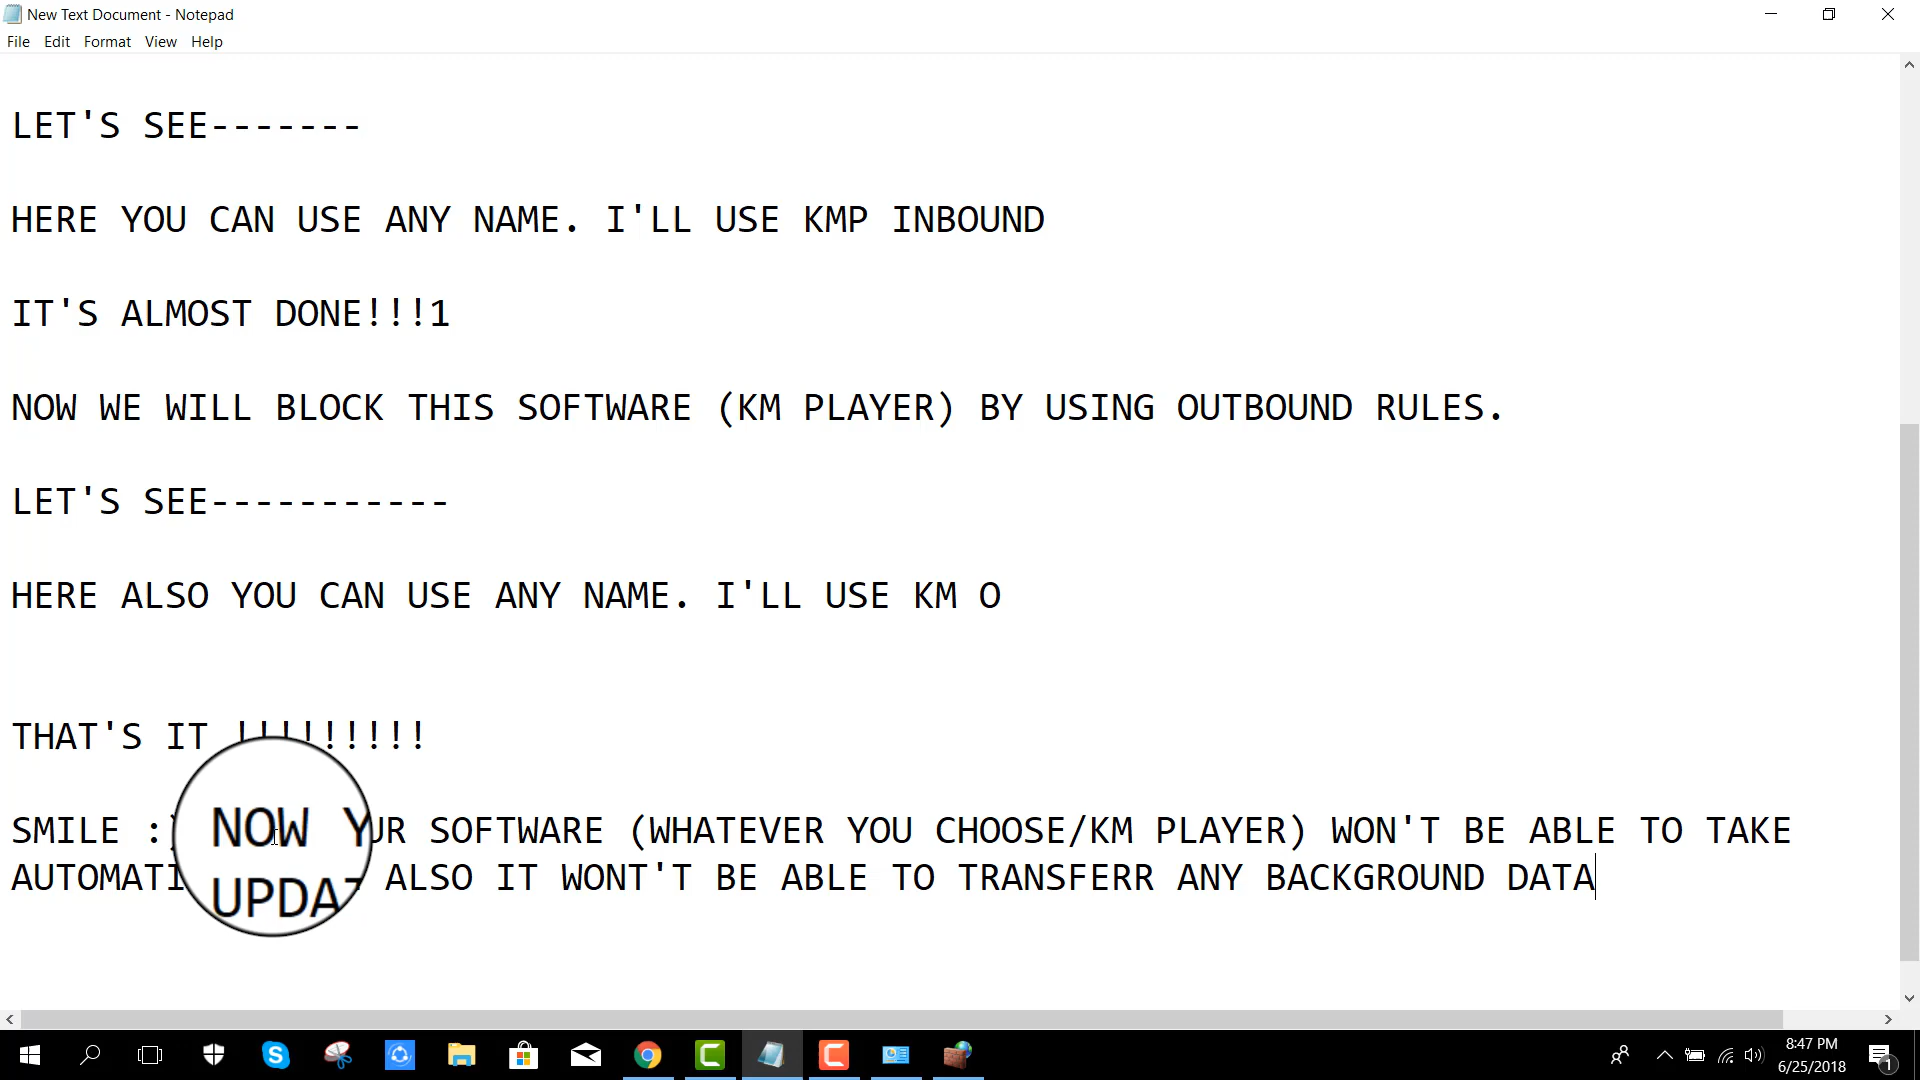 New Text Document - Notepad
File Edit Format View Help
LET'S SEE-------
HERE YOU CAN USE ANY NAME. I'LL USE KMP INBOUND
IT'S ALMOST DONE!!!1
NOW WE WILL BLOCK THIS SOFTWARE (KM PLAYER) BY USING OUTBOUND RULES.
LET'S SEE-----------
HERE ALSO YOU CAN USE ANY NAME. I'LL USE KM O
THAT'S IT !!!!!!!!!
SMILE :) NOW Y UR SOFTWARE (WHATEVER YOU CHOOSE/KM PLAYER) WON'T BE ABLE TO TAKE
AUTOMATI UPDAT ALSO IT WONT'T BE ABLE TO TRANSFERR ANY BACKGROUND DATA
8:47 PM
6/25/2018
1